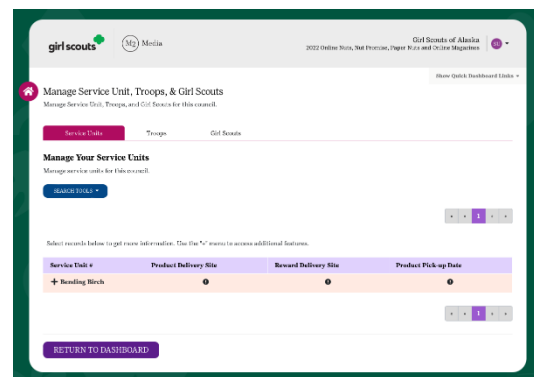 girl scouts M2 Media
Girl Scouts of Alaska
2022 Online Nuts, Nut Promise, Paper Nuts and Online Magazines
Show Quick Dashboard Links
Manage Service Unit, Troops, & Girl Scouts
Manage Service Unit, Troops, and Girl Scouts for this council.
Service Units Troops Girl Scouts
Manage Your Service Units
Manage service units for this council.
SEARCH TOOLS
« ‹ 1 › »
Select records below to get more information. Use the "+" menu to access additional features.
Service Unit # Product Delivery Site Reward Delivery Site Product Pick-up Date
+ Bending Birch
« ‹ 1 › »
RETURN TO DASHBOARD